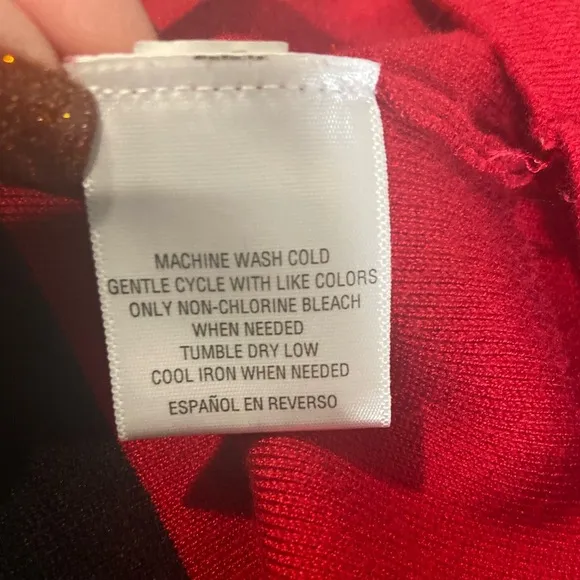 MACHINE WASH COLD
GENTLE CYCLE WITH LIKE COLORS
ONLY NON-CHLORINE BLEACH
WHEN NEEDED
TUMBLE DRY LOW
COOL IRON WHEN NEEDED
ESPAÑOL EN REVERSO